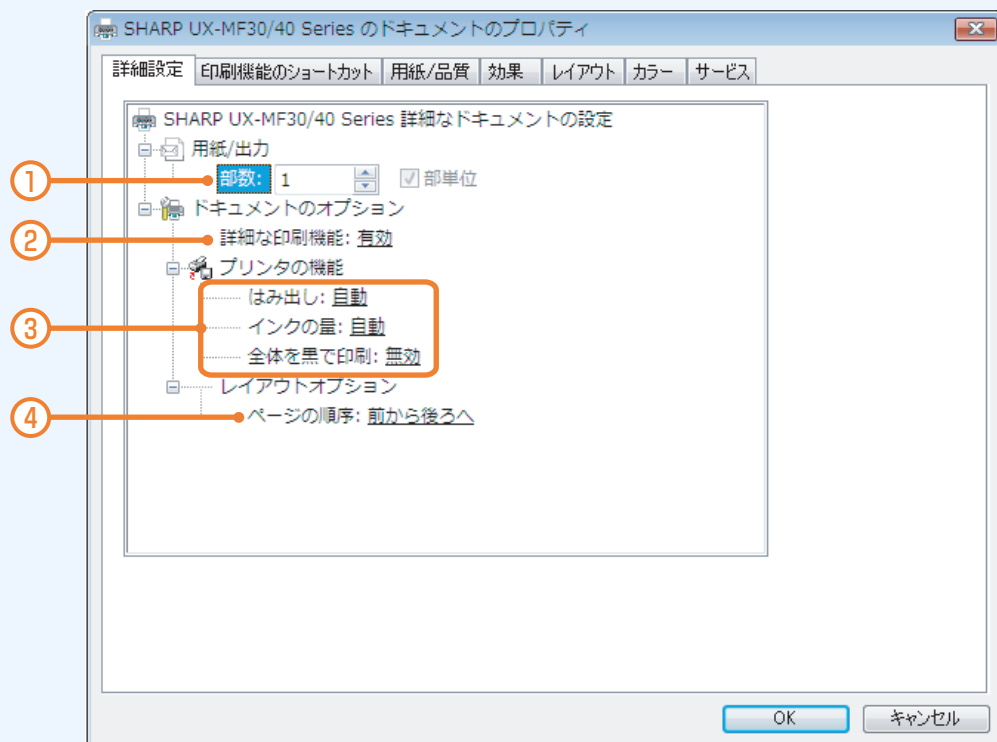 SHARP UX-MF30/40 Series のドキュメントのプロパティ
詳細設定 印刷機能のショートカット 用紙/品質 効果 レイアウト カラー サービス
SHARP UX-MF30/40 Series 詳細なドキュメントの設定
用紙/出力
① 部数: 1 部単位
ドキュメントのオプション
② 詳細な印刷機能: 有効
プリンタの機能
はみ出し: 自動
③ インクの量: 自動
全体を黒で印刷: 無効
レイアウトオプション
④ ページの順序: 前から後ろへ
OK キャンセル